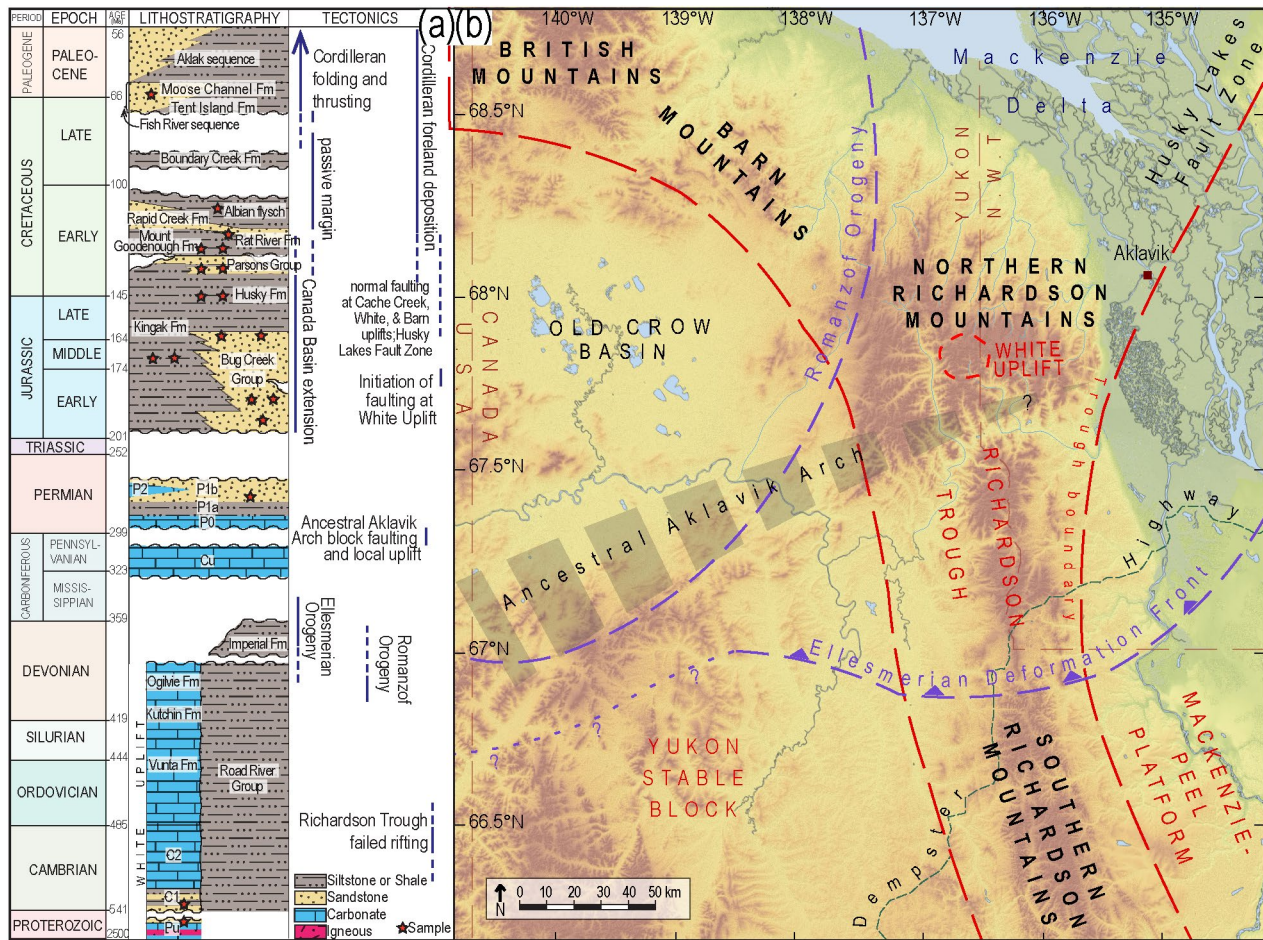 PERIOD
EPOCH
AGE
(Ma)
LITHOSTRATIGRAPHY
TECTONICS
(a)
PALEOGENE
PALEO-
CENE
CRETACEOUS
LATE
EARLY
JURASSIC
LATE
MIDDLE
EARLY
TRIASSIC
PERMIAN
CARBONIFEROUS
PENNSYL-
VANIAN
MISSIS-
SIPPIAN
DEVONIAN
SILURIAN
ORDOVICIAN
CAMBRIAN
PROTEROZOIC
56
66
100
145
164
174
201
252
299
323
359
419
444
485
541
2500
Aklak sequence
Moose Channel Fm
Tent Island Fm
Fish River sequence
Boundary Creek Fm
Albian flysch
Rapid Creek Fm
Mount
Goodenough Fm
Rat River Fm
Parsons Group
Husky Fm
Kingak Fm
Bug Creek
Group
P2
P1b
P1a
P0
Cu
Imperial Fm
Ogilvie Fm
Kutchin Fm
Vunta Fm
Road River
Group
WHITE UPLIFT
C2
C1
Pu
Cordilleran
folding and
thrusting
passive margin
Cordilleran foreland deposition
Canada Basin extension
normal faulting
at Cache Creek,
White, & Barn
uplifts;Husky
Lakes Fault Zone
Initiation of
faulting at
White Uplift
Ancestral Aklavik
Arch block faulting
and local uplift
Ellesmerian
Orogeny
Romanzof
Orogeny
Richardson Trough
failed rifting
Siltstone or Shale
Sandstone
Carbonate
Igneous
Sample
(b)
140°W
139°W
138°W
137°W
136°W
135°W
68.5°N
68°N
67.5°N
67°N
66.5°N
BRITISH
MOUNTAINS
BARN
MOUNTAINS
Mackenzie
Delta
Husky Lakes
Fault Zone
YUKON
N.W.T
Romanzof Orogeny
Aklavik
NORTHERN
RICHARDSON
MOUNTAINS
WHITE
UPLIFT
CANADA
USA
OLD CROW
BASIN
Ancestral Aklavik Arch
?
RICHARDSON
TROUGH
Trough boundary
Dempster
Highway
Ellesmerian Deformation Front
?
?
?
YUKON
STABLE
BLOCK
SOUTHERN
RICHARDSON
MOUNTAINS
MACKENZIE-
PEEL
PLATFORM
N
0 10 20 30 40 50 km